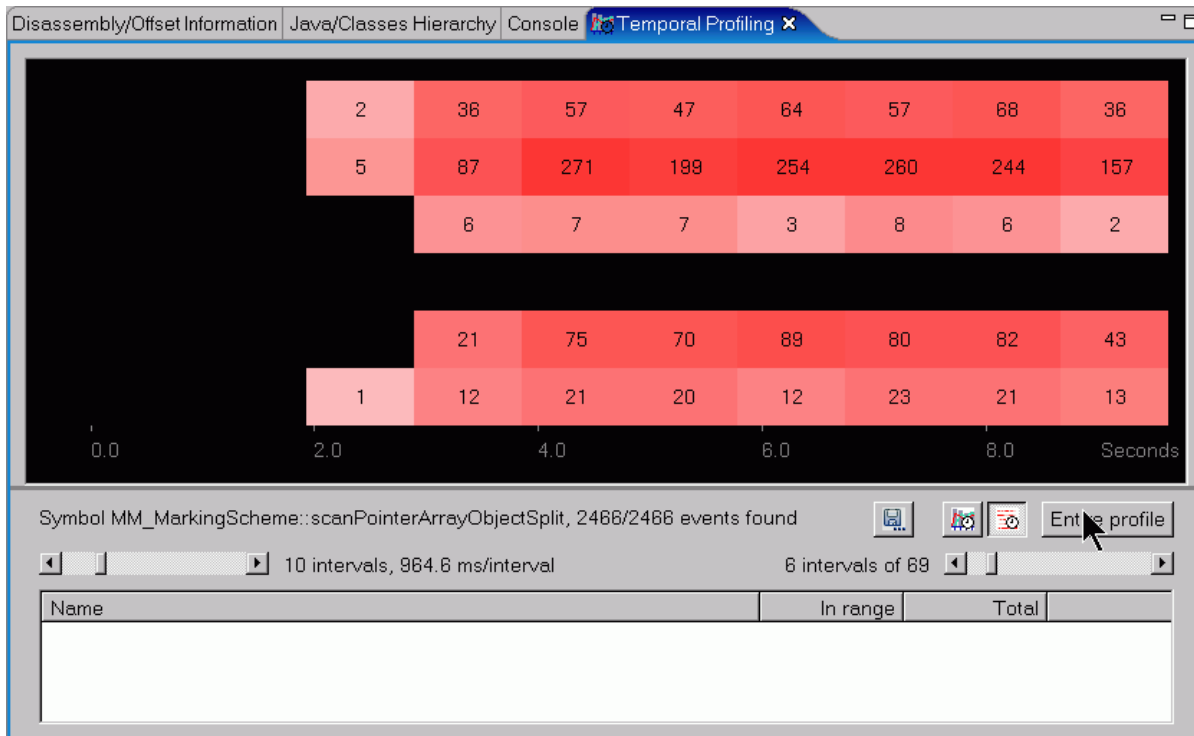 Disassembly/Offset Information Java/Classes Hierarchy Console Temporal Profiling
2 36 57 47 64 57 68 36
5 87 271 199 254 260 244 157
6 7 7 3 8 6 2
21 75 70 89 80 82 43
1 12 21 20 12 23 21 13
0.0 2.0 4.0 6.0 8.0 Seconds
Symbol MM_MarkingScheme::scanPointerArrayObjectSplit, 2466/2466 events found
Entire profile
10 intervals, 964.6 ms/interval 6 intervals of 69
Name In range Total